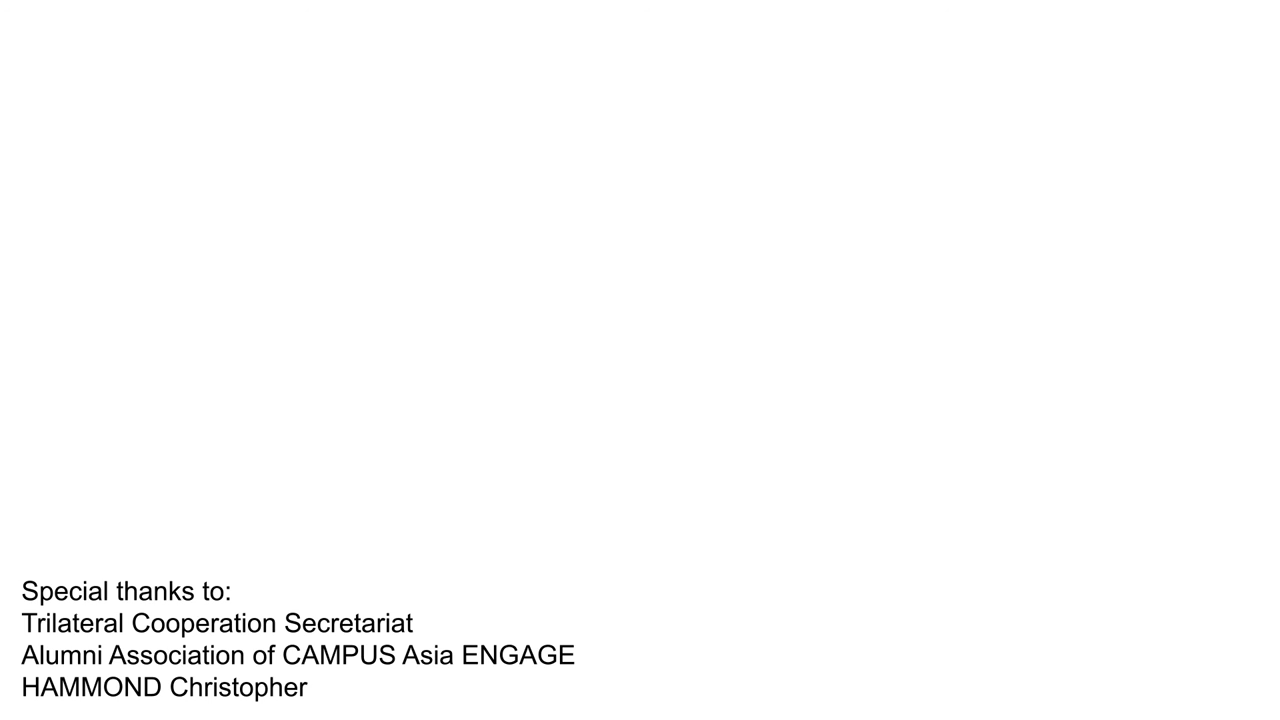 Special thanks to:
Trilateral Cooperation Secretariat
Alumni Association of CAMPUS Asia ENGAGE
HAMMOND Christopher